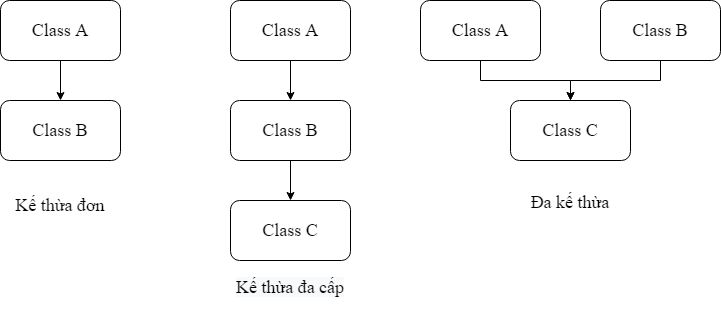 Class A
Class B
Kế thừa đơn
Class A
Class B
Class C
Kế thừa đa cấp
Class A
Class B
Class C
Đa kế thừa